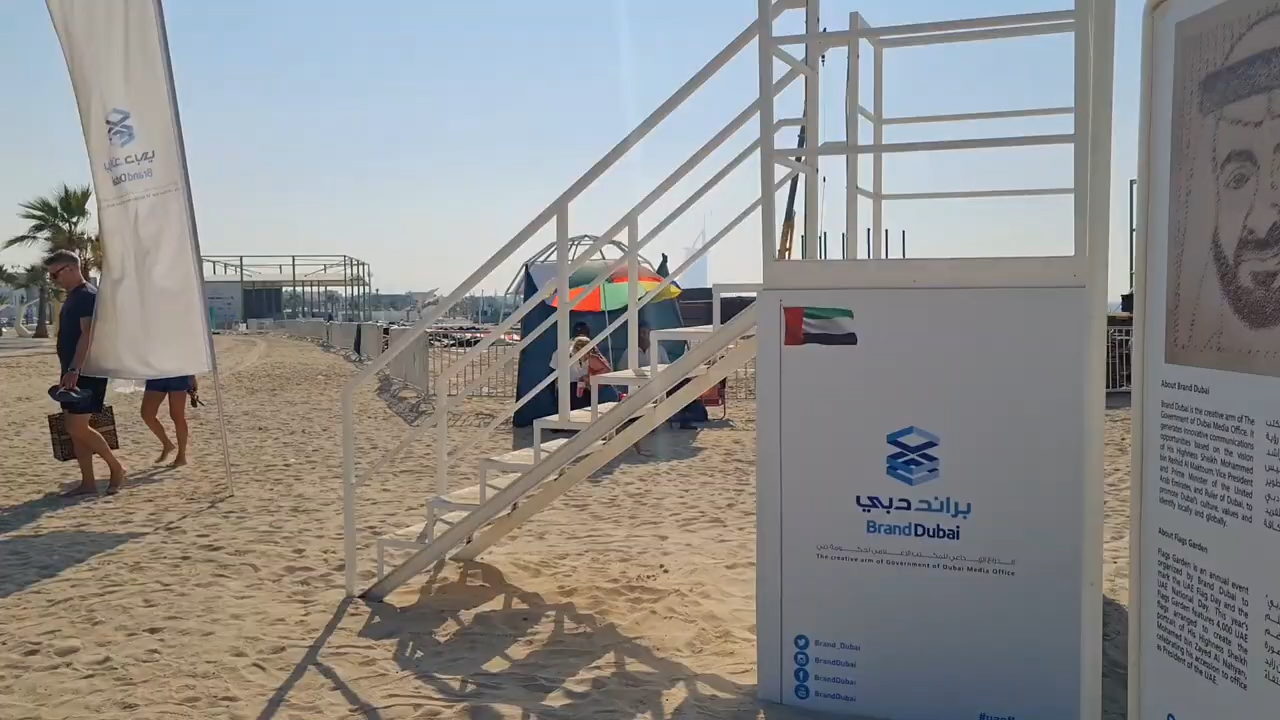 Brand Dubai
براند دبي
Brand Dubai
The creative arm of Government of Dubai Media Office
Brand_Dubai
BrandDubai
BrandDubai
BrandDubai
About Brand Dubai
Brand Dubai is the creative arm of The
Government of Dubai Media Office. It
generates innovative communications
opportunities based on the vision
of His Highness Sheikh Mohammed
bin Rashid Al Maktoum, Vice President
and Prime Minister of the United
Arab Emirates, and Ruler of Dubai, to
promote Dubai's culture, values and
identity locally and globally.
About Flags Garden
Flags Garden is an annual event
organized by Brand Dubai to
mark the UAE Flag Day and the
UAE National Day. This year's
Flags Garden features 4,000 UAE
flags arranged to create the
portrait of His Highness Sheikh
Mohamed bin Zayed Al Nahyan,
celebrating his accession to office
as President of the UAE.